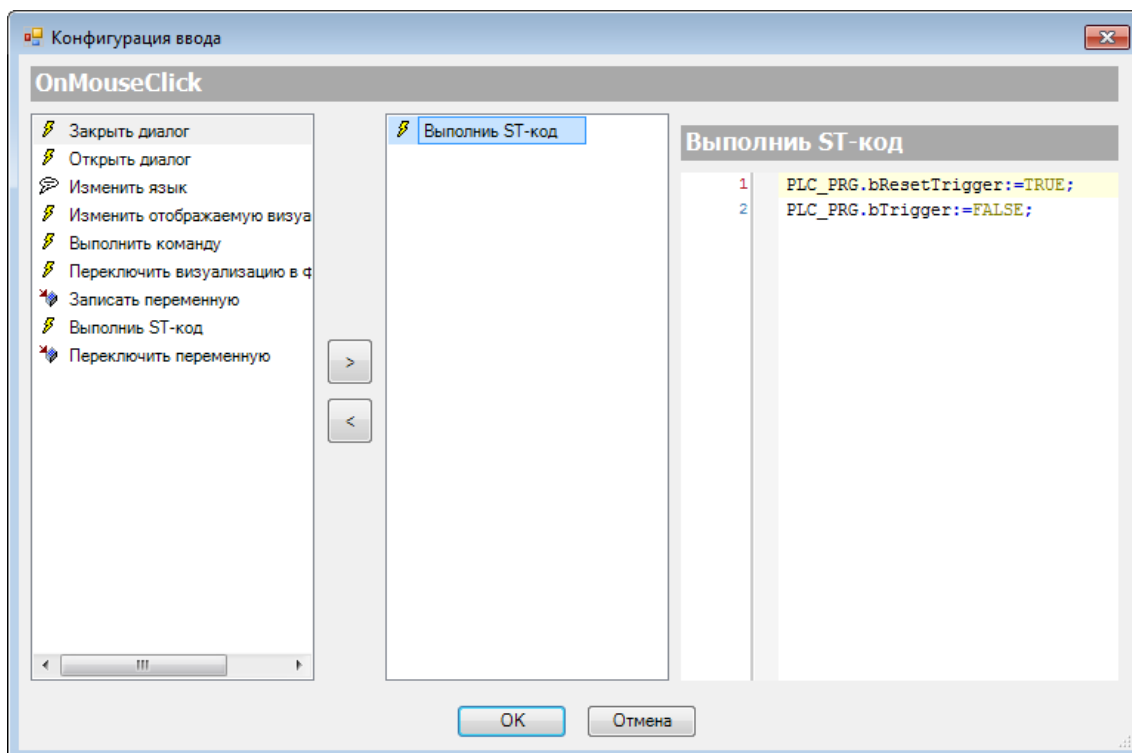 Конфигурация ввода
OnMouseClick
Закрыть диалог
Открыть диалог
Изменить язык
Изменить отображаемую визуа
Выполнить команду
Переключить визуализацию в ф
Записать переменную
Выполниь ST-код
Переключить переменную
>
<
Выполниь ST-код
Выполниь ST-код
1 PLC_PRG.bResetTrigger:=TRUE;
2 PLC_PRG.bTrigger:=FALSE;
OK
Отмена